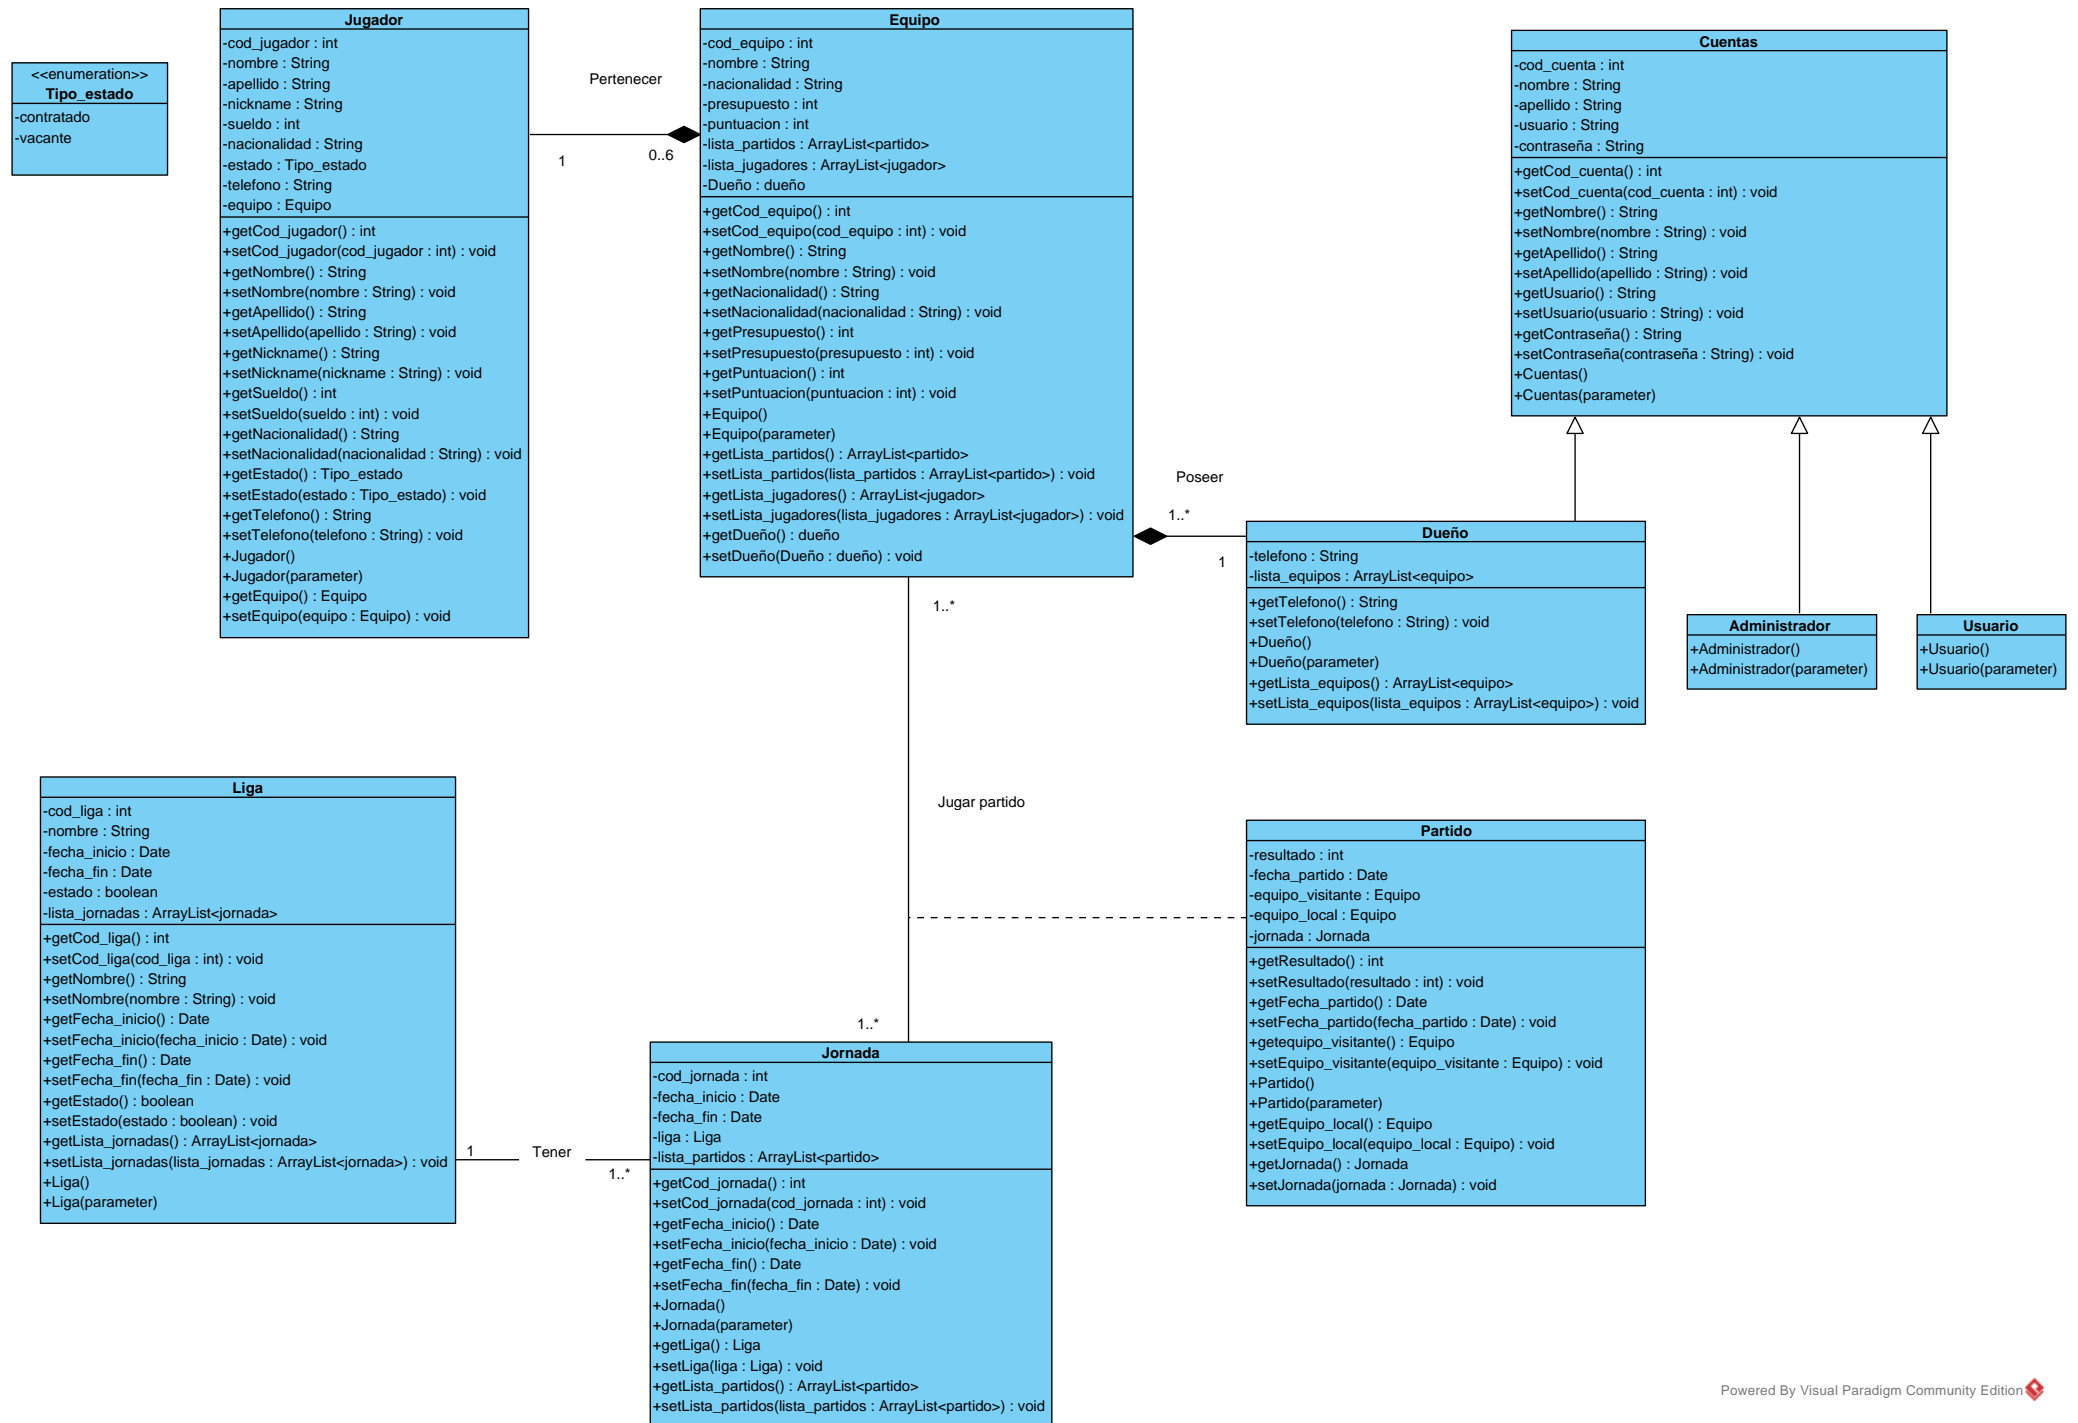 <<enumeration>>
Tipo_estado
-contratado
-vacante
Jugador
-cod_jugador : int
-nombre : String
-apellido : String
-nickname : String
-sueldo : int
-nacionalidad : String
-estado : Tipo_estado
-telefono : String
-equipo : Equipo
+getCod_jugador() : int
+setCod_jugador(cod_jugador : int) : void
+getNombre() : String
+setNombre(nombre : String) : void
+getApellido() : String
+setApellido(apellido : String) : void
+getNickname() : String
+setNickname(nickname : String) : void
+getSueldo() : int
+setSueldo(sueldo : int) : void
+getNacionalidad() : String
+setNacionalidad(nacionalidad : String) : void
+getEstado() : Tipo_estado
+setEstado(estado : Tipo_estado) : void
+getTelefono() : String
+setTelefono(telefono : String) : void
+Jugador()
+Jugador(parameter)
+getEquipo() : Equipo
+setEquipo(equipo : Equipo) : void
Pertenecer
1
0..6
Equipo
-cod_equipo : int
-nombre : String
-nacionalidad : String
-presupuesto : int
-puntuacion : int
-lista_partidos : ArrayList<partido>
-lista_jugadores : ArrayList<jugador>
-Dueño : dueño
+getCod_equipo() : int
+setCod_equipo(cod_equipo : int) : void
+getNombre() : String
+setNombre(nombre : String) : void
+getNacionalidad() : String
+setNacionalidad(nacionalidad : String) : void
+getPresupuesto() : int
+setPresupuesto(presupuesto : int) : void
+getPuntuacion() : int
+setPuntuacion(puntuacion : int) : void
+Equipo()
+Equipo(parameter)
+getLista_partidos() : ArrayList<partido>
+setLista_partidos(lista_partidos : ArrayList<partido>) : void
+getLista_jugadores() : ArrayList<jugador>
+setLista_jugadores(lista_jugadores : ArrayList<jugador>) : void
+getDueño() : dueño
+setDueño(Dueño : dueño) : void
Poseer
1..*
1
Cuentas
-cod_cuenta : int
-nombre : String
-apellido : String
-usuario : String
-contraseña : String
+getCod_cuenta() : int
+setCod_cuenta(cod_cuenta : int) : void
+getNombre() : String
+setNombre(nombre : String) : void
+getApellido() : String
+setApellido(apellido : String) : void
+getUsuario() : String
+setUsuario(usuario : String) : void
+getContraseña() : String
+setContraseña(contraseña : String) : void
+Cuentas()
+Cuentas(parameter)
Dueño
-telefono : String
-lista_equipos : ArrayList<equipo>
+getTelefono() : String
+setTelefono(telefono : String) : void
+Dueño()
+Dueño(parameter)
+getLista_equipos() : ArrayList<equipo>
+setLista_equipos(lista_equipos : ArrayList<equipo>) : void
Administrador
+Administrador()
+Administrador(parameter)
Usuario
+Usuario()
+Usuario(parameter)
1..*
Jugar partido
1..*
Liga
-cod_liga : int
-nombre : String
-fecha_inicio : Date
-fecha_fin : Date
-estado : boolean
-lista_jornadas : ArrayList<jornada>
+getCod_liga() : int
+setCod_liga(cod_liga : int) : void
+getNombre() : String
+setNombre(nombre : String) : void
+getFecha_inicio() : Date
+setFecha_inicio(fecha_inicio : Date) : void
+getFecha_fin() : Date
+setFecha_fin(fecha_fin : Date) : void
+getEstado() : boolean
+setEstado(estado : boolean) : void
+getLista_jornadas() : ArrayList<jornada>
+setLista_jornadas(lista_jornadas : ArrayList<jornada>) : void
+Liga()
+Liga(parameter)
1
Tener
1..*
Jornada
-cod_jornada : int
-fecha_inicio : Date
-fecha_fin : Date
-liga : Liga
-lista_partidos : ArrayList<partido>
+getCod_jornada() : int
+setCod_jornada(cod_jornada : int) : void
+getFecha_inicio() : Date
+setFecha_inicio(fecha_inicio : Date) : void
+getFecha_fin() : Date
+setFecha_fin(fecha_fin : Date) : void
+Jornada()
+Jornada(parameter)
+getLiga() : Liga
+setLiga(liga : Liga) : void
+getLista_partidos() : ArrayList<partido>
+setLista_partidos(lista_partidos : ArrayList<partido>) : void
Partido
-resultado : int
-fecha_partido : Date
-equipo_visitante : Equipo
-equipo_local : Equipo
-jornada : Jornada
+getResultado() : int
+setResultado(resultado : int) : void
+getFecha_partido() : Date
+setFecha_partido(fecha_partido : Date) : void
+getequipo_visitante() : Equipo
+setEquipo_visitante(equipo_visitante : Equipo) : void
+Partido()
+Partido(parameter)
+getEquipo_local() : Equipo
+setEquipo_local(equipo_local : Equipo) : void
+getJornada() : Jornada
+setJornada(jornada : Jornada) : void
Powered By Visual Paradigm Community Edition